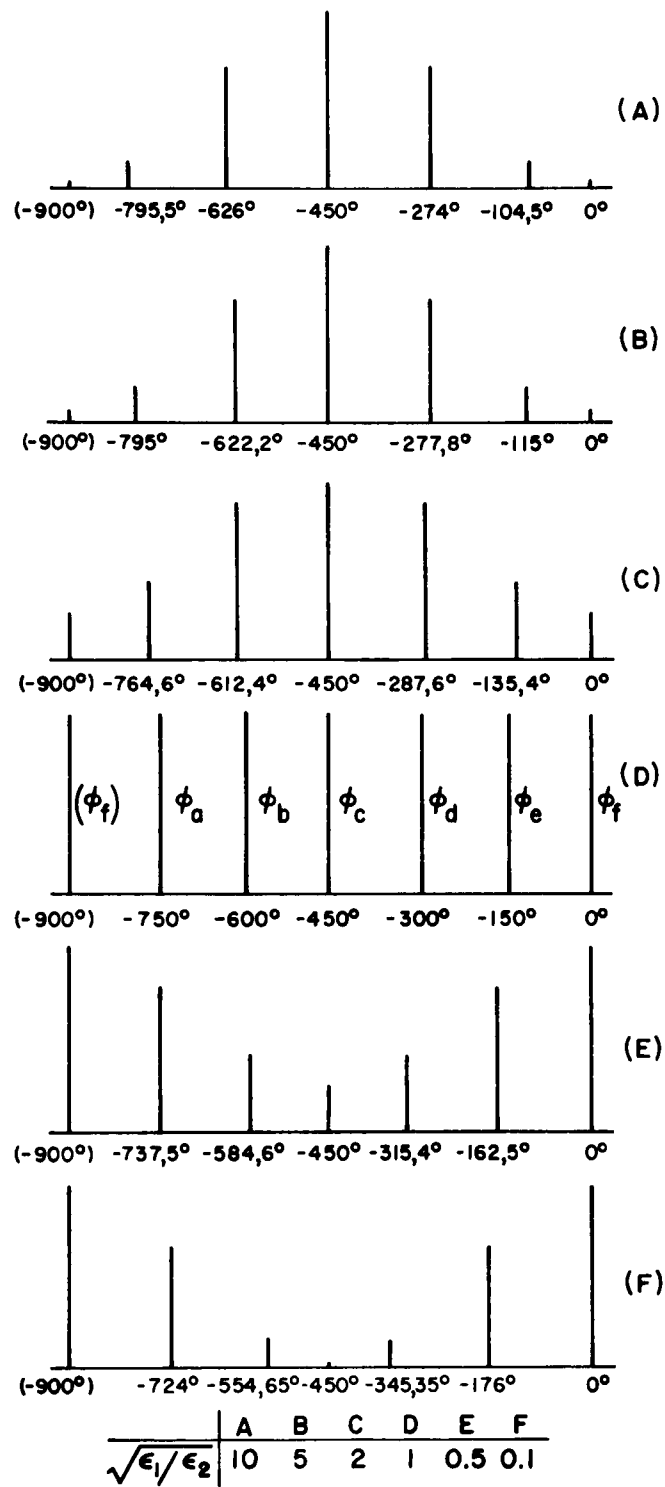 (A)
(-900°) -795,5° -626° -450° -274° -104,5° 0°
(B)
(-900°) -795° -622,2° -450° -277,8° -115° 0°
(C)
(-900°) -764,6° -612,4° -450° -287,6° -135,4° 0°
(D)
(ϕf) ϕa ϕb ϕc ϕd ϕe ϕf
(-900°) -750° -600° -450° -300° -150° 0°
(E)
(-900°) -737,5° -584,6° -450° -315,4° -162,5° 0°
(F)
(-900°) -724° -554,65° -450° -345,35° -176° 0°
A B C D E F
√ϵ1/ϵ2 10 5 2 1 0.5 0.1